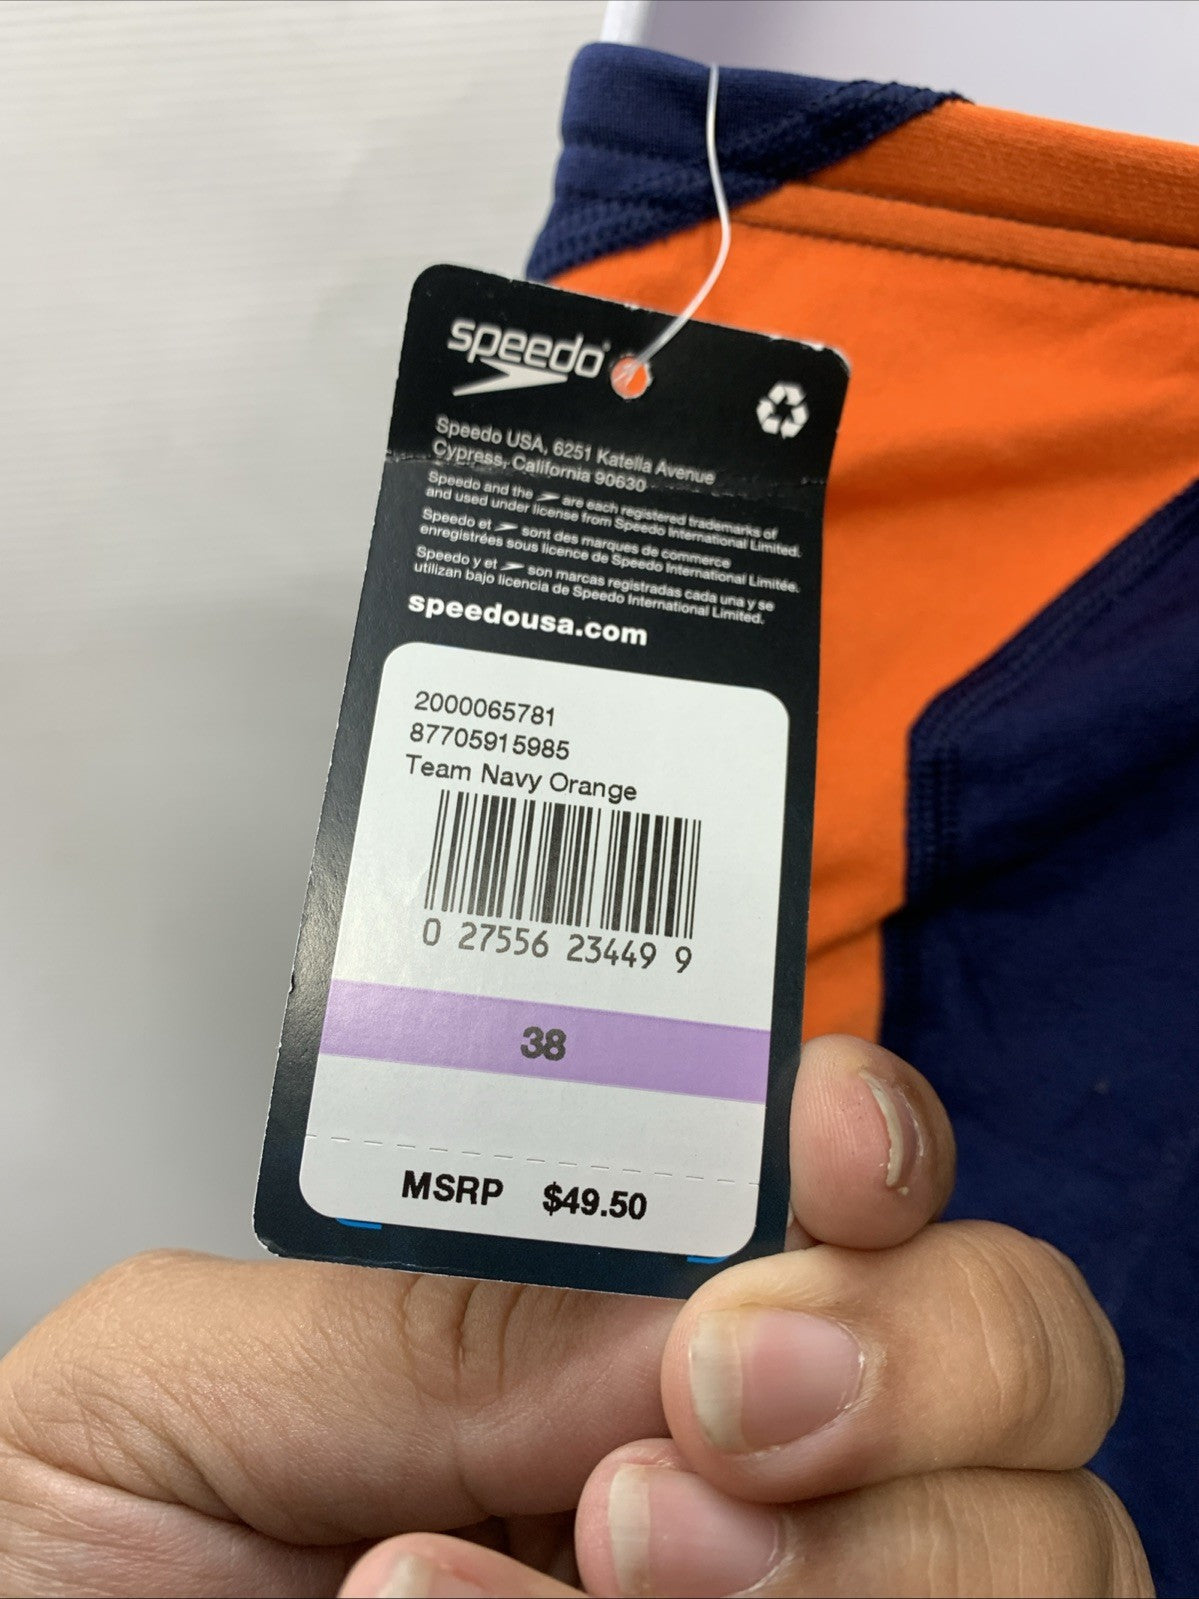 speedo®
Speedo USA, 6251 Katella Avenue
Cypress, California 90630
Speedo and the are each registered trademarks of
and used under license from Speedo International Limited.
Speedo et sont des marques de commerce
enregistrées sous licence de Speedo International Limitée.
Speedo y et son marcas registradas cada una y se
utilizan bajo licencia de Speedo International Limited.
speedousa.com
2000065781
87705915985
Team Navy Orange
0 27556 23449 9
38
MSRP $49.50